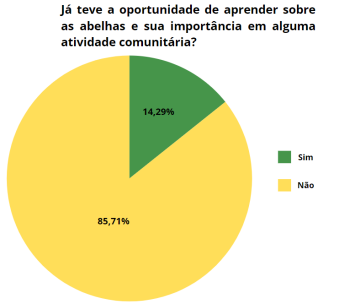 Já teve a oportunidade de aprender sobre
as abelhas e sua importância em alguma
atividade comunitária?
14,29%
Sim
Não
85,71%